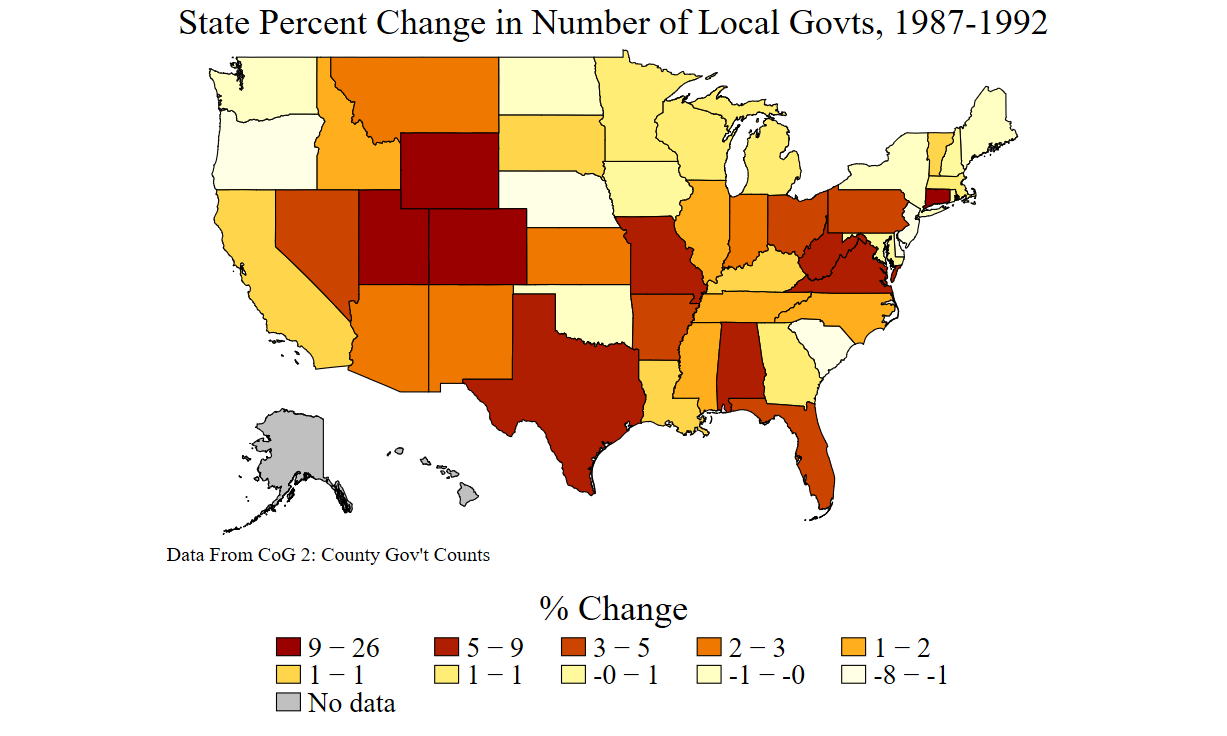 State Percent Change in Number of Local Govts, 1987-1992
Data From CoG 2: County Gov't Counts
% Change
9 − 26 5 − 9 3 − 5 2 − 3 1 − 2
1 − 1 1 − 1 -0 − 1 -1 − -0 -8 − -1
No data